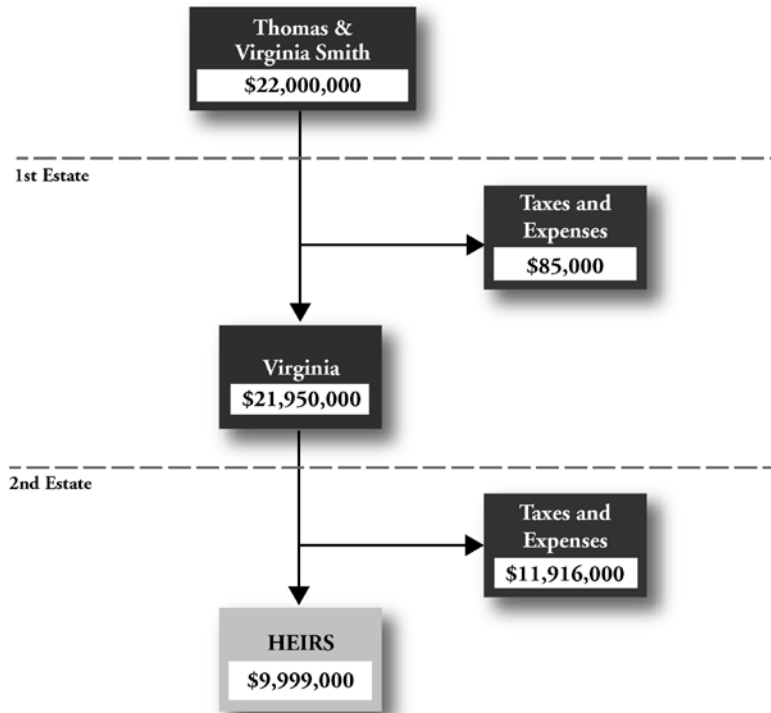 Thomas &
Virginia Smith
$22,000,000
1st Estate
Taxes and
Expenses
$85,000
Virginia
$21,950,000
2nd Estate
Taxes and
Expenses
$11,916,000
HEIRS
$9,999,000